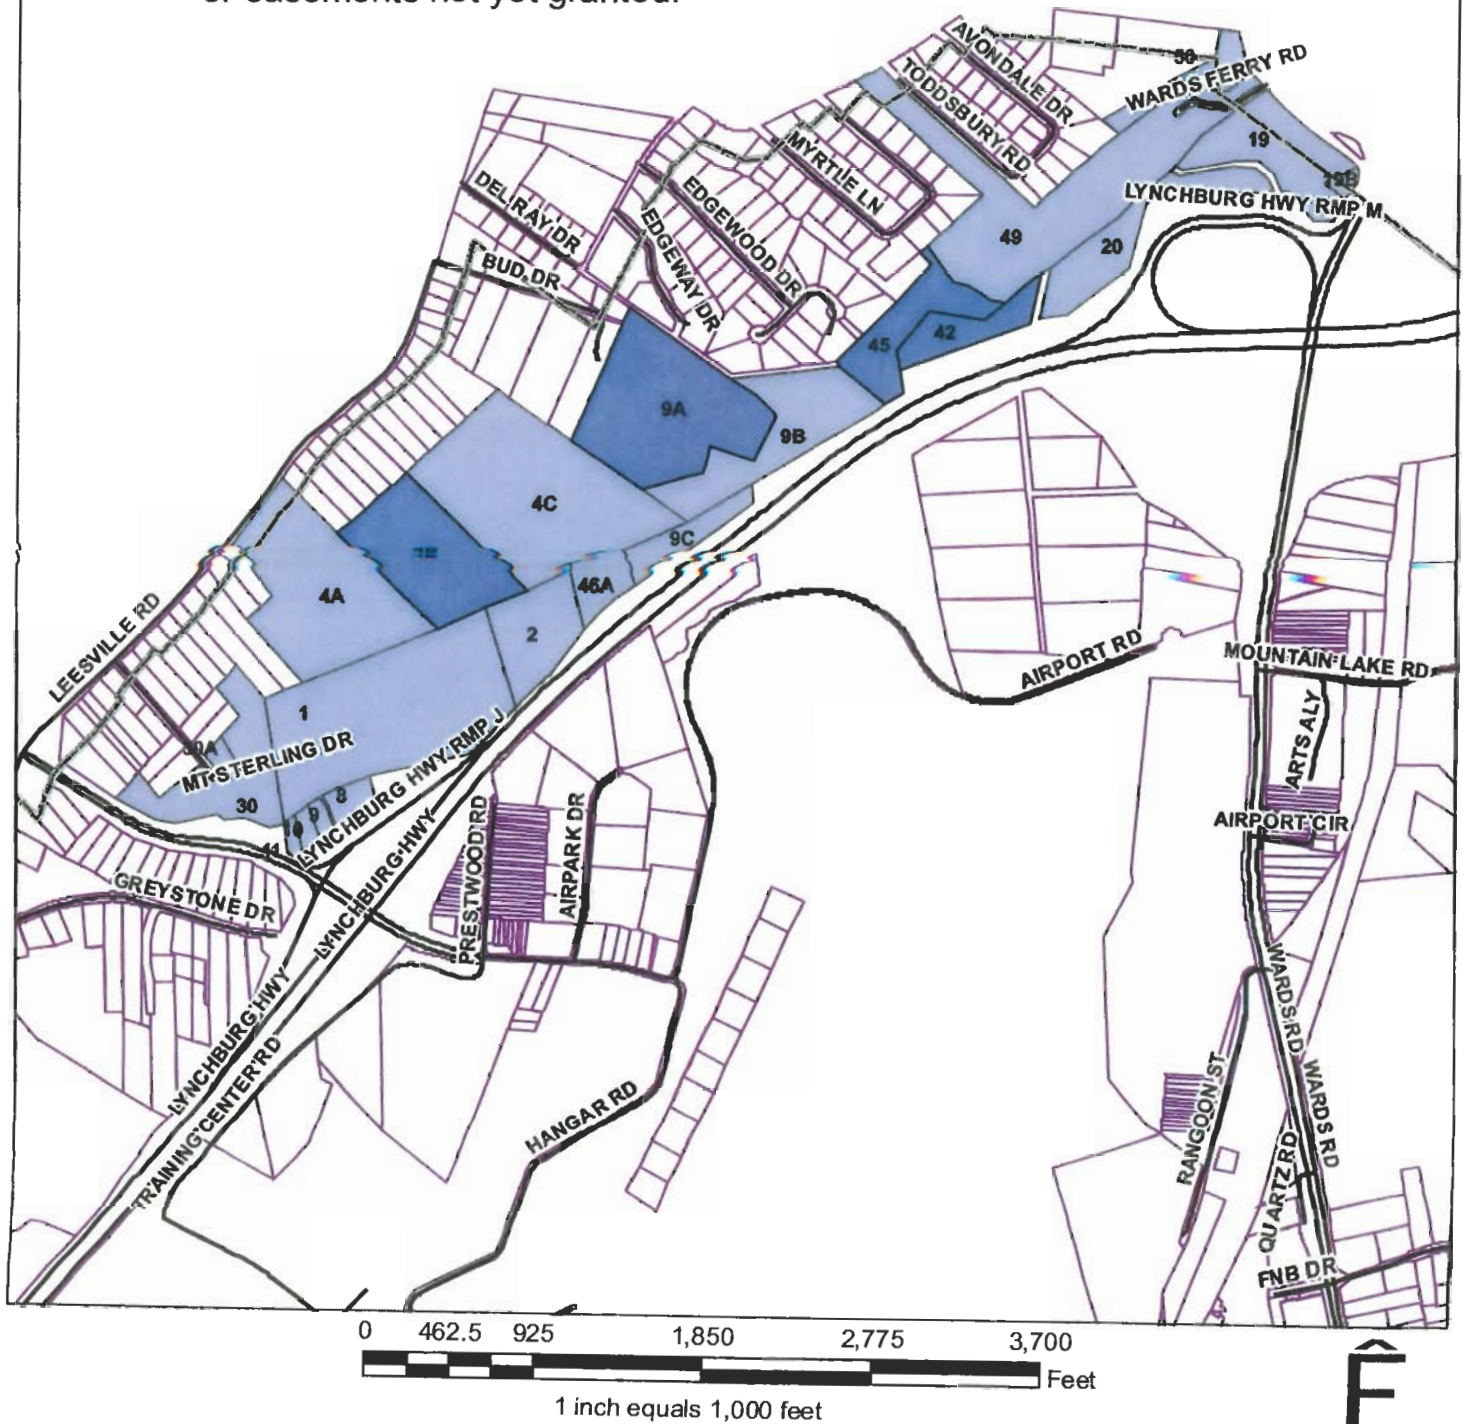 AVONDALE DR
50
WARDS FERRY RD
TODDSBURY RD
19
MYRTLE LN
19B
LYNCHBURG HWY RMP M
DEL RAY DR
EDGEWOOD DR
49
20
EDGEWAY DR
BUD DR
45
42
9A
9B
4C
9C
46A
4A
2
LEESVILLE RD
AIRPORT RD
MOUNTAIN LAKE RD
1
ARTS ALY
LYNCHBURG HWY RMP J
MT STERLING DR
30
9
8
AIRPORT CIR
LYNCHBURG HWY
PRESTWOOD RD
AIRPARK DR
GREYSTONE DR
WARDS RD
LYNCHBURG HWY
TRAINING CENTER RD
HANGAR RD
RANGOON ST
WARDS RD
QUARTZ RD
FNB DR
0 462.5 925 1,850 2,775 3,700
Feet
1 inch equals 1,000 feet